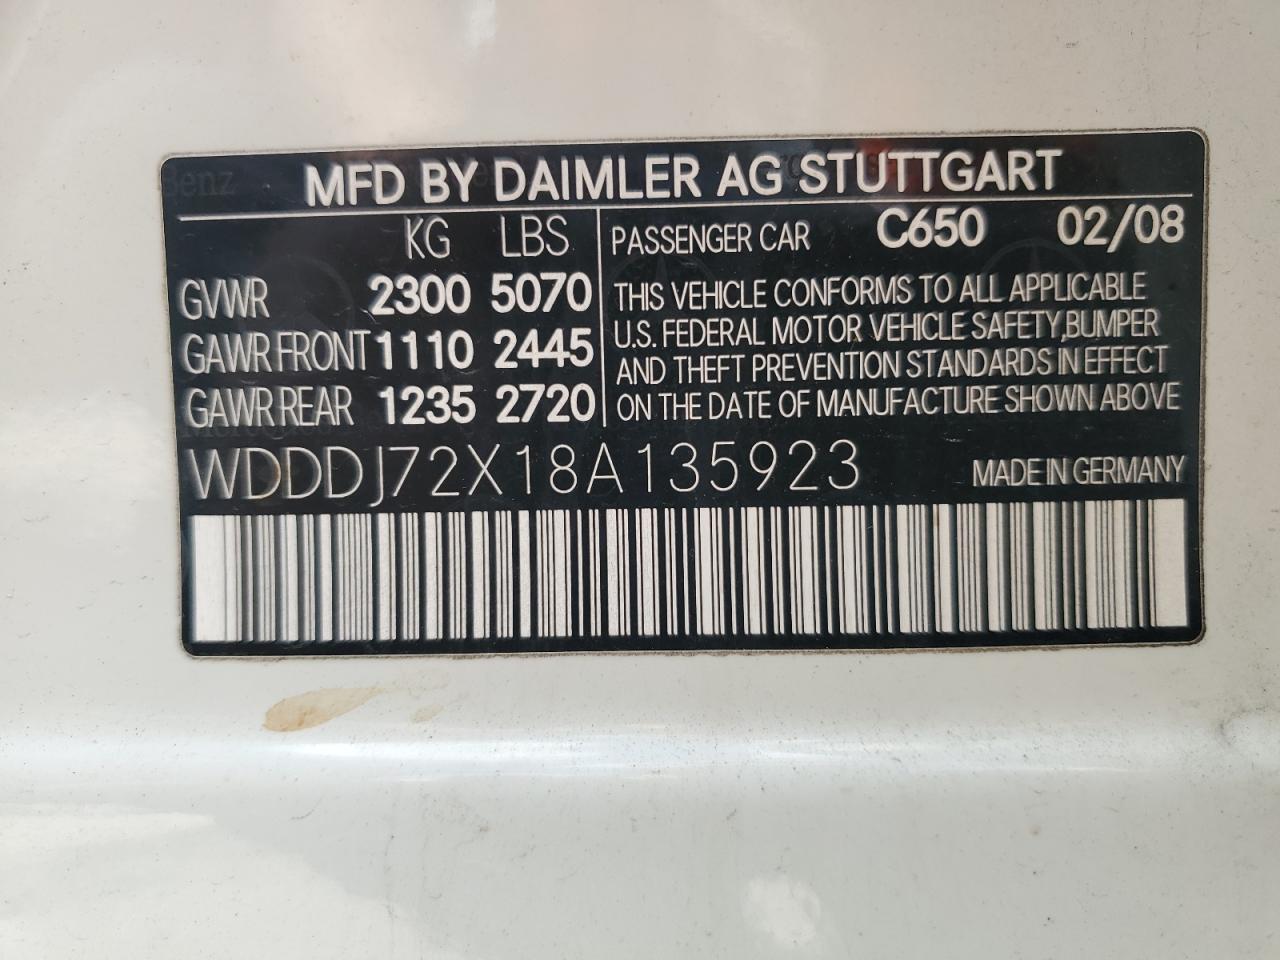 MFD BY DAIMLER AG STUTTGART
KG LBS
GVWR 2300 5070
GAWR FRONT 1110 2445
GAWR REAR 1235 2720
PASSENGER CAR C650 02/08
THIS VEHICLE CONFORMS TO ALL APPLICABLE
U.S. FEDERAL MOTOR VEHICLE SAFETY,BUMPER
AND THEFT PREVENTION STANDARDS IN EFFECT
ON THE DATE OF MANUFACTURE SHOWN ABOVE
WDDDJ72X18A135923 MADE IN GERMANY